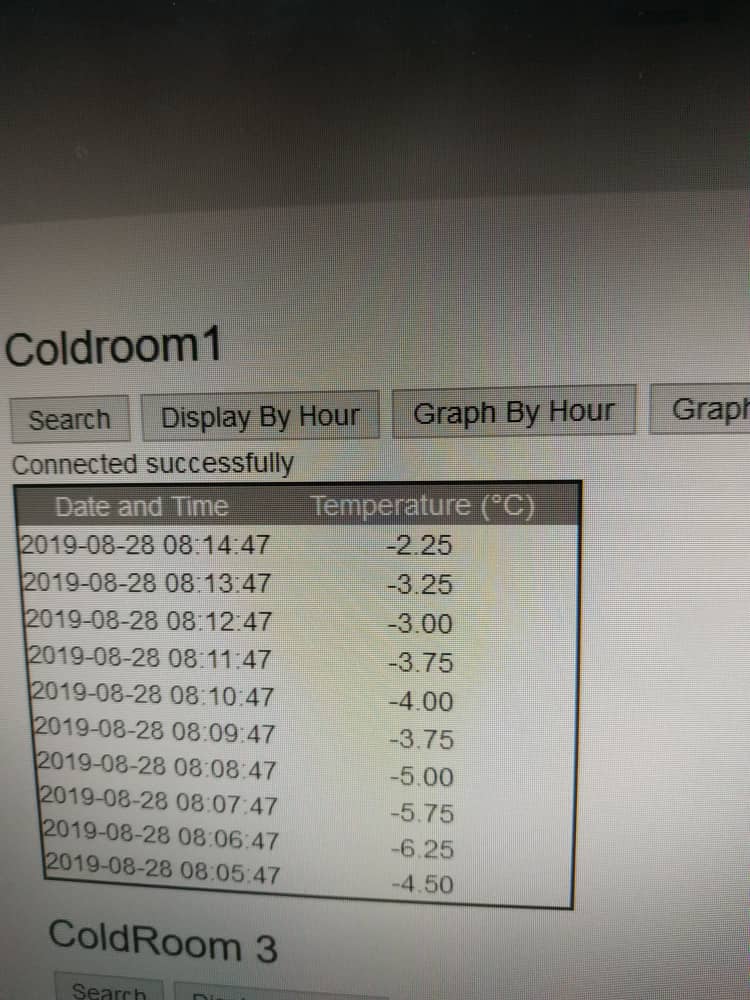 Coldroom1
Search Display By Hour Graph By Hour Graph
Connected successfully
Date and Time Temperature (°C)
2019-08-28 08:14:47 -2.25
2019-08-28 08:13:47 -3.25
2019-08-28 08:12:47 -3.00
2019-08-28 08:11:47 -3.75
2019-08-28 08:10:47 -4.00
2019-08-28 08:09:47 -3.75
2019-08-28 08:08:47 -5.00
2019-08-28 08:07:47 -5.75
2019-08-28 08:06:47 -6.25
2019-08-28 08:05:47 -4.50
ColdRoom 3
Search